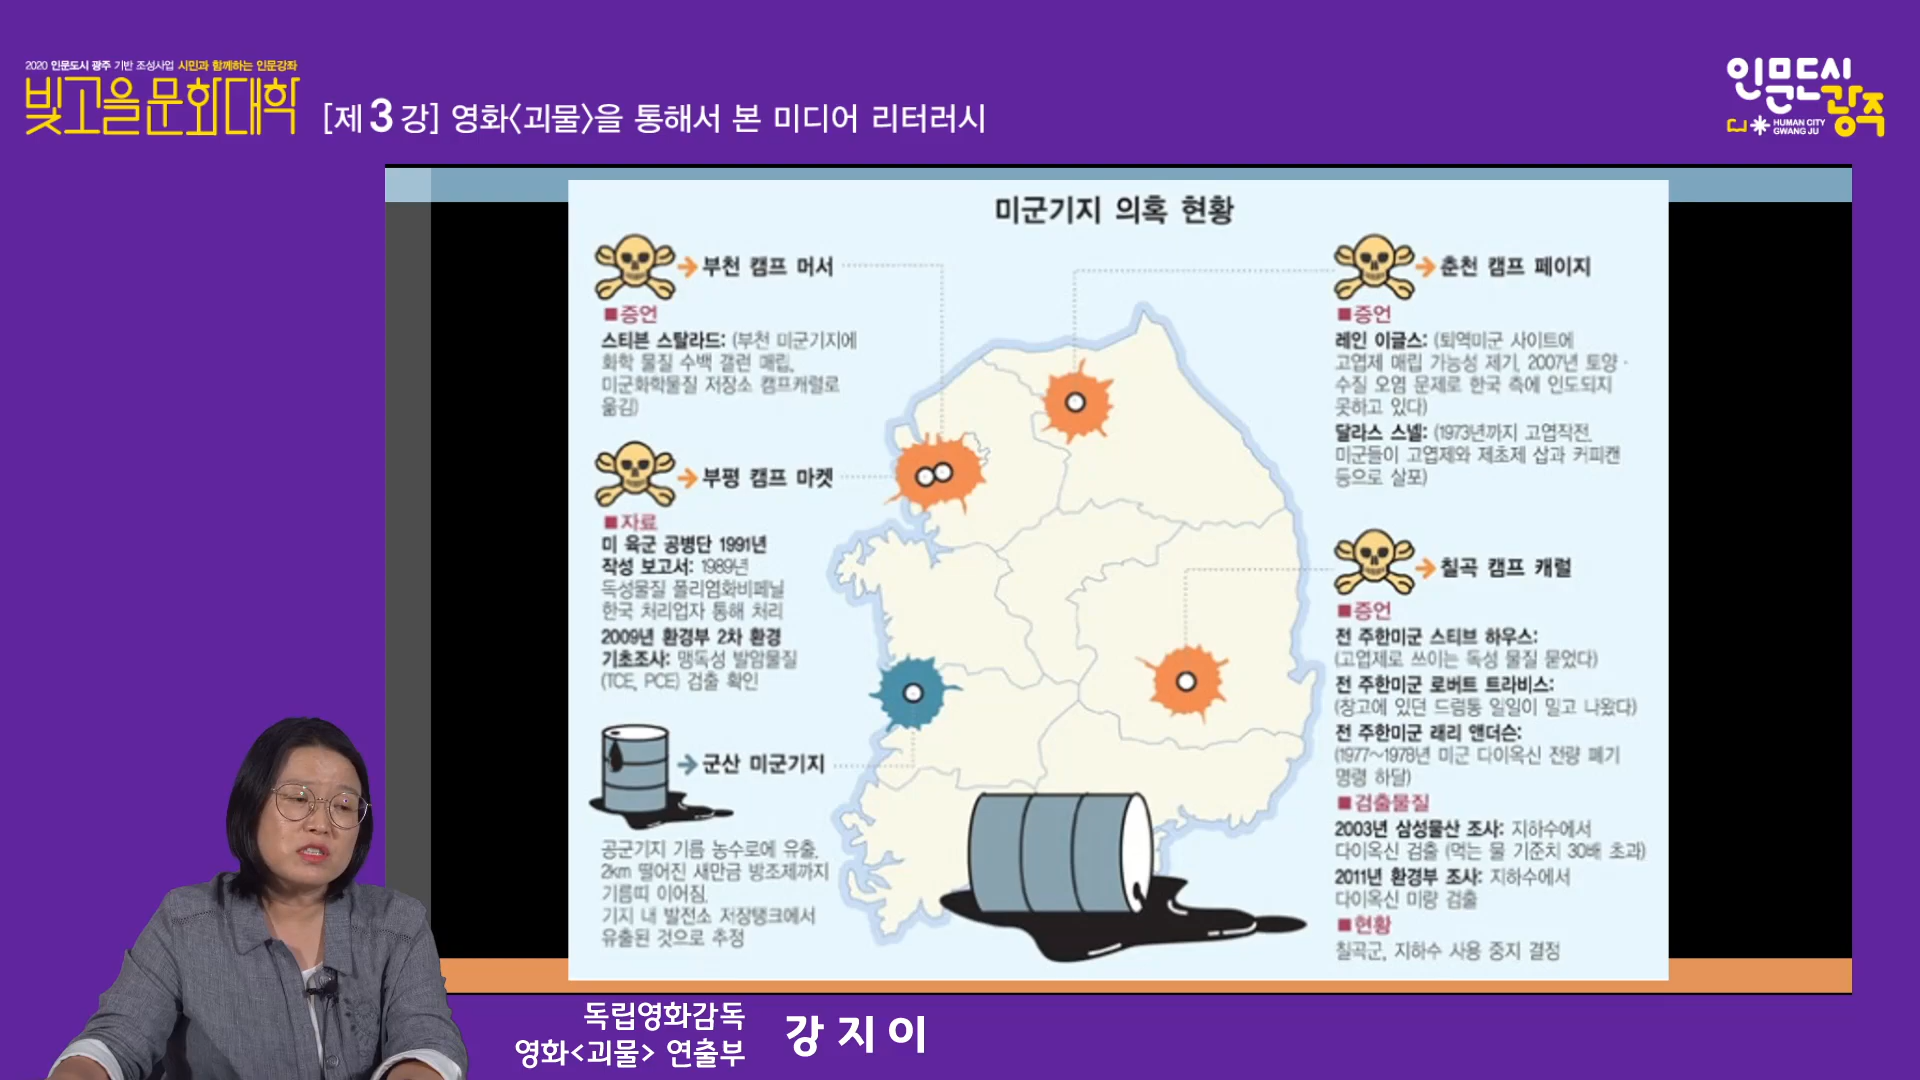 2020 인문도시 광주 기반 조성사업 시민과 함께하는 인문강좌
빛고을문화대학
[제3강] 영화<괴물>을 통해서 본 미디어 리터러시
인문도시
광주
HUMAN CITY
GWANG JU
미군기지 의혹 현황
부천 캠프 머서
■증언
스티븐 스탈라드: (부천 미군기지에
화학 물질 수백 갤런 매립,
미군화학물질 저장소 캠프캐럴로
옮김)
부평 캠프 마켓
■자료
미 육군 공병단 1991년
작성 보고서: 1989년
독성물질 폴리염화비페닐
한국 처리업자 통해 처리
2009년 환경부 2차 환경
기초조사: 맹독성 발암물질
(TCE, PCE) 검출 확인
군산 미군기지
공군기지 기름 농수로에 유출,
2km 떨어진 새만금 방조제까지
기름띠 이어짐.
기지 내 발전소 저장탱크에서
유출된 것으로 추정
춘천 캠프 페이지
■증언
레인 이글스: (퇴역미군 사이트에
고엽제 매립 가능성 제기, 2007년 토양·
수질 오염 문제로 한국 측에 인도되지
못하고 있다)
달라스 스넬: (1973년까지 고엽작전,
미군들이 고엽제와 제초제 삽과 커피캔
등으로 살포)
칠곡 캠프 캐럴
■증언
전 주한미군 스티브 하우스:
(고엽제로 쓰이는 독성 물질 묻었다)
전 주한미군 로버트 트라비스:
(창고에 있던 드럼통 일일이 밀고 나왔다)
전 주한미군 래리 앤더슨:
(1977~1978년 미군 다이옥신 전량 폐기
명령 하달)
■검출물질
2003년 삼성물산 조사: 지하수에서
다이옥신 검출 (먹는 물 기준치 30배 초과)
2011년 환경부 조사: 지하수에서
다이옥신 미량 검출
■현황
칠곡군, 지하수 사용 중지 결정
독립영화감독
영화<괴물> 연출부
강지이